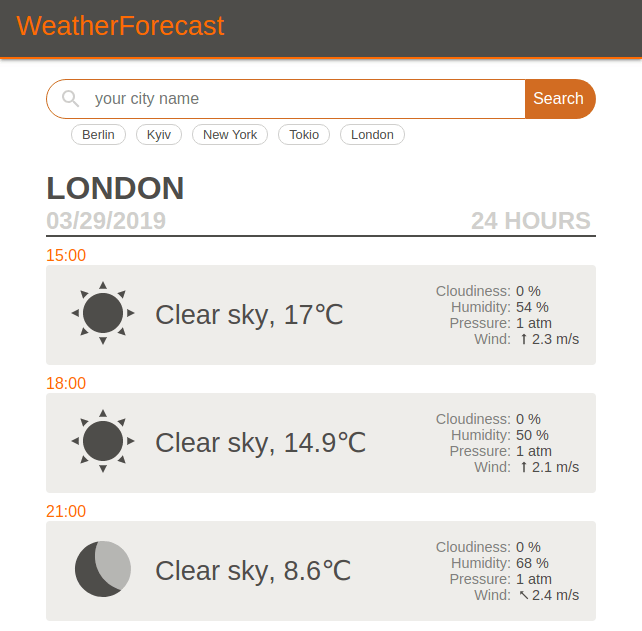 WeatherForecast
your city name Search
Berlin Kyiv New York Tokio London
LONDON
03/29/2019 24 HOURS
15:00
Clear sky, 17℃
Cloudiness: 0 %
Humidity: 54 %
Pressure: 1 atm
Wind: ↑ 2.3 m/s
18:00
Clear sky, 14.9℃
Cloudiness: 0 %
Humidity: 50 %
Pressure: 1 atm
Wind: ↑ 2.1 m/s
21:00
Clear sky, 8.6℃
Cloudiness: 0 %
Humidity: 68 %
Pressure: 1 atm
Wind: ↖ 2.4 m/s